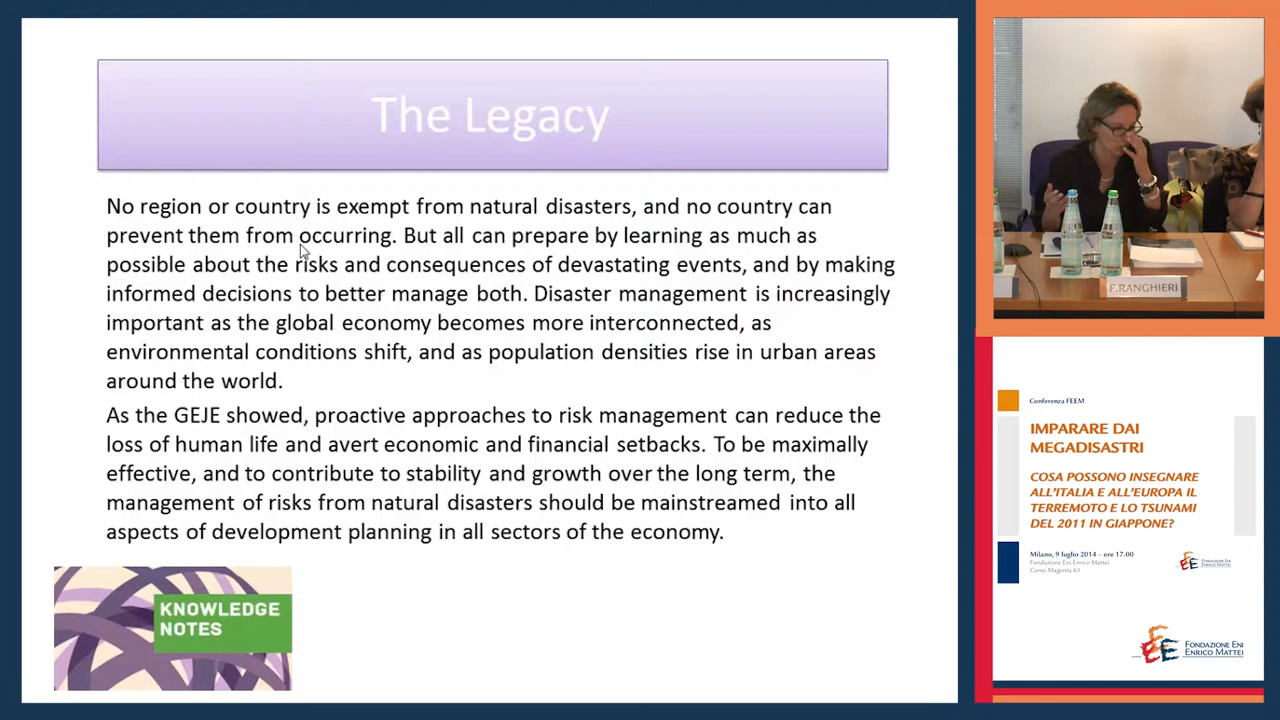 The Legacy
No region or country is exempt from natural disasters, and no country can
prevent them from occurring. But all can prepare by learning as much as
possible about the risks and consequences of devastating events, and by making
informed decisions to better manage both. Disaster management is increasingly
important as the global economy becomes more interconnected, as
environmental conditions shift, and as population densities rise in urban areas
around the world.
As the GEJE showed, proactive approaches to risk management can reduce the
loss of human life and avert economic and financial setbacks. To be maximally
effective, and to contribute to stability and growth over the long term, the
management of risks from natural disasters should be mainstreamed into all
aspects of development planning in all sectors of the economy.
KNOWLEDGE
NOTES
F.RANGHIERI
Conferenza FEEM
IMPARARE DAI
MEGADISASTRI
COSA POSSONO INSEGNARE
ALL'ITALIA E ALL'EUROPA IL
TERREMOTO E LO TSUNAMI
DEL 2011 IN GIAPPONE?
Milano, 9 luglio 2014 - ore 17.00
Fondazione Eni Enrico Mattei
Corso Magenta 63
FONDAZIONE ENI
ENRICO MATTEI